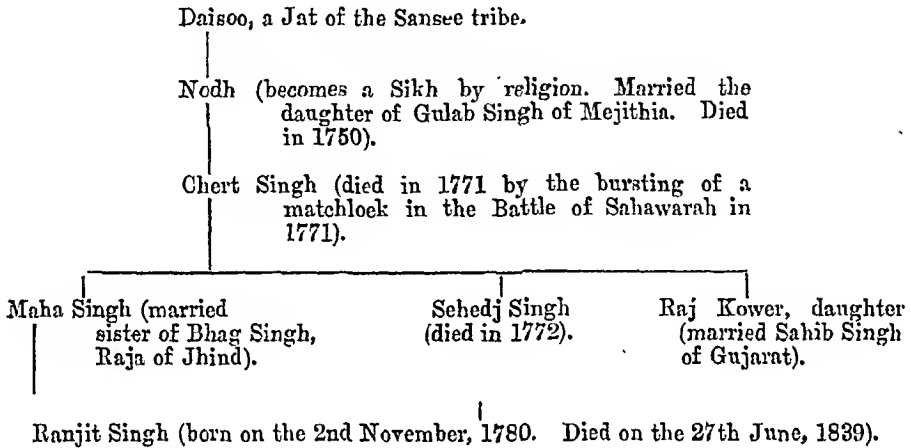 Daisoo, a Jat of the Sansee tribe.
Nodh (becomes a Sikh by religion. Married the
daughter of Gulab Singh of Mejithia. Died
in 1750).
Chert Singh (died in 1771 by the bursting of a
matchlock in the Battle of Sahawarah in
1771).
Maha Singh (married
sister of Bhag Singh,
Raja of Jhind).
Sehedj Singh
(died in 1772).
Raj Kower, daughter
(married Sahib Singh
of Gujarat).
Ranjit Singh (born on the 2nd November, 1780. Died on the 27th June, 1839).